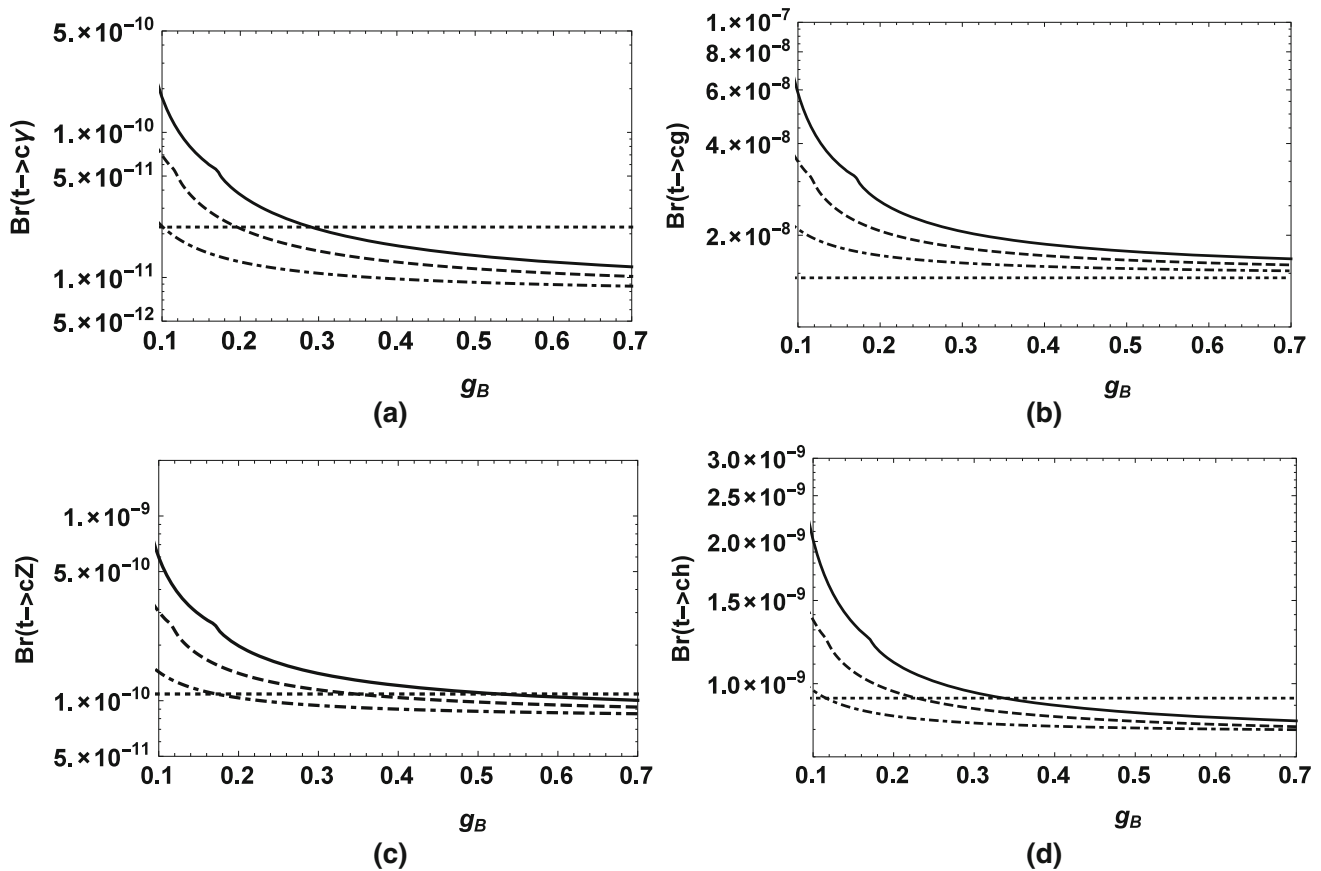 5.×10⁻¹⁰
1.×10⁻¹⁰
5.×10⁻¹¹
1.×10⁻¹¹
5.×10⁻¹²
Br(t−>cγ)
0.1 0.2 0.3 0.4 0.5 0.6 0.7
g_B
(a)
1.×10⁻⁷
8.×10⁻⁸
6.×10⁻⁸
4.×10⁻⁸
2.×10⁻⁸
Br(t−>cg)
0.1 0.2 0.3 0.4 0.5 0.6 0.7
g_B
(b)
1.×10⁻⁹
5.×10⁻¹⁰
1.×10⁻¹⁰
5.×10⁻¹¹
Br(t−>cZ)
0.1 0.2 0.3 0.4 0.5 0.6 0.7
g_B
(c)
3.0×10⁻⁹
2.5×10⁻⁹
2.0×10⁻⁹
1.5×10⁻⁹
1.0×10⁻⁹
Br(t−>ch)
0.1 0.2 0.3 0.4 0.5 0.6 0.7
g_B
(d)